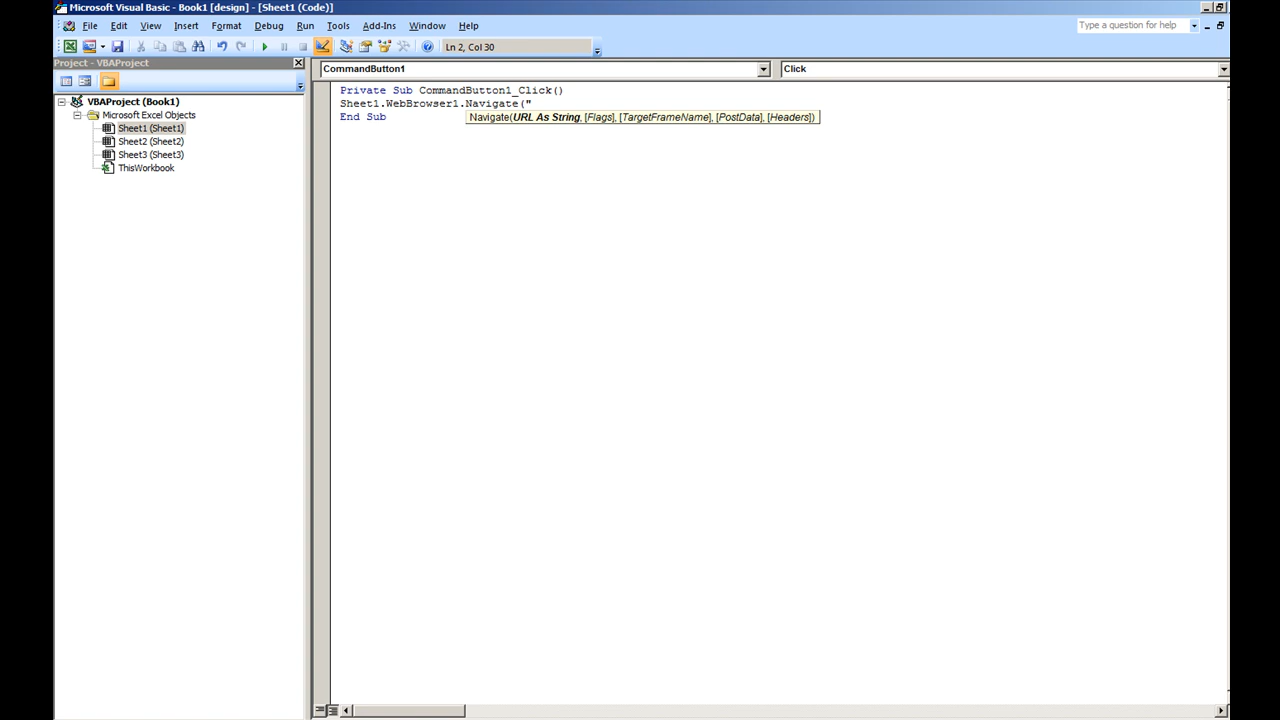 Microsoft Visual Basic - Book1 [design] - [Sheet1 (Code)]
File Edit View Insert Format Debug Run Tools Add-Ins Window Help
Type a question for help
Ln 2, Col 30
Project - VBAProject
CommandButton1
Click
VBAProject (Book1)
Microsoft Excel Objects
Sheet1 (Sheet1)
Sheet2 (Sheet2)
Sheet3 (Sheet3)
ThisWorkbook
Private Sub CommandButton1_Click()
Sheet1.WebBrowser1.Navigate("
End Sub
Navigate(URL As String, [Flags], [TargetFrameName], [PostData], [Headers])